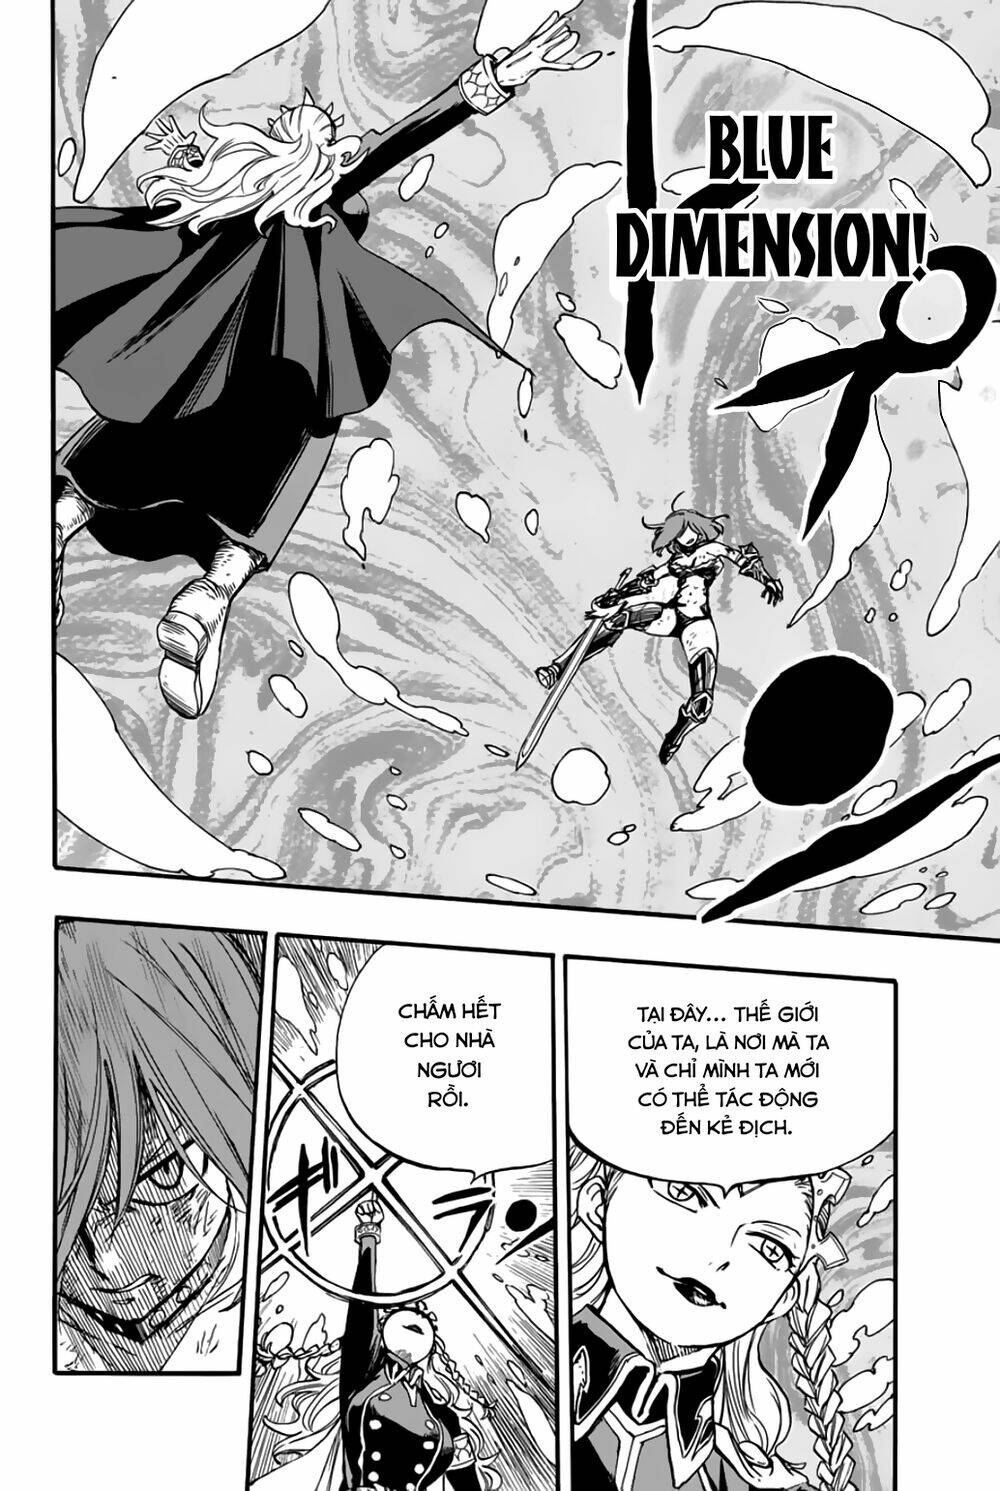 BLUE
DIMENSION!
TẠI ĐÂY... THẾ GIỚI
CỦA TA, LÀ NƠI MÀ TA
VÀ CHỈ MÌNH TA MỚI
CÓ THỂ TÁC ĐỘNG
ĐẾN KẺ ĐỊCH.
CHẤM HẾT
CHO NHÀ
NGƯƠI
RỒI.